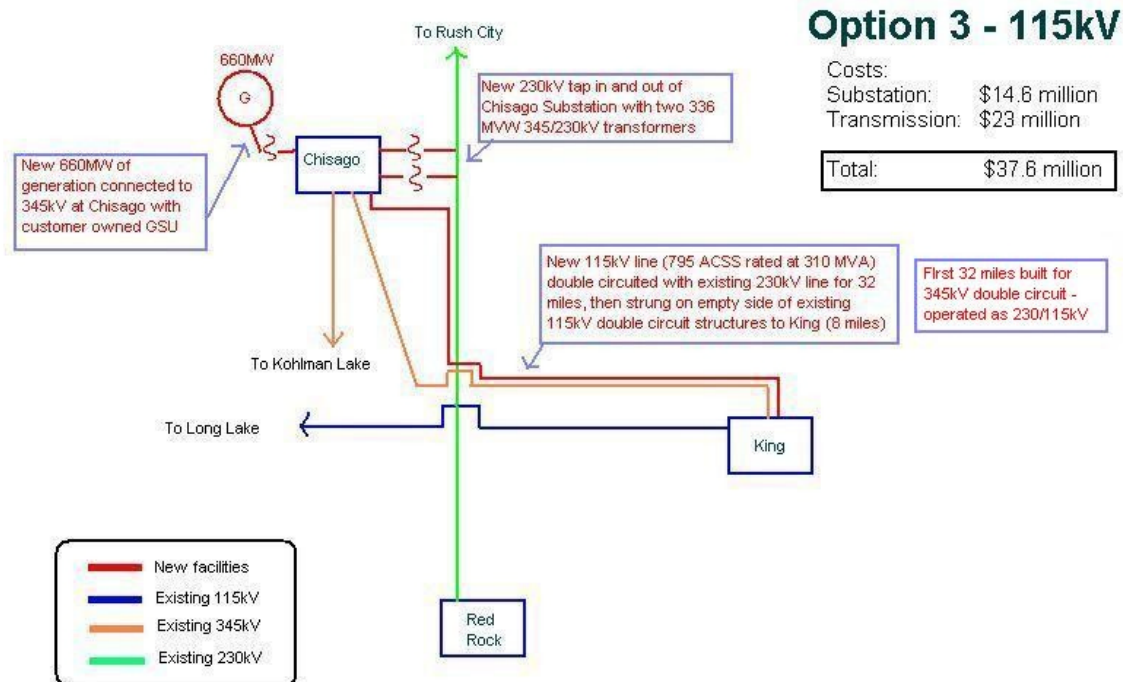 Option 3 - 115kV
Costs:
Substation: $14.6 million
Transmission: $23 million
Total: $37.6 million
To Rush City
660MW
G
New 230kV tap in and out of
Chisago Substation with two 336
MVW 345/230kV transformers
Chisago
New 660MW of
generation connected to
345kV at Chisago with
customer owned GSU
New 115kV line (795 ACSS rated at 310 MVA)
double circuited with existing 230kV line for 32
miles, then strung on empty side of existing
115kV double circuit structures to King (8 miles)
First 32 miles built for
345kV double circuit -
operated as 230/115kV
To Kohlman Lake
To Long Lake
King
New facilities
Existing 115kV
Existing 345kV
Existing 230kV
Red
Rock